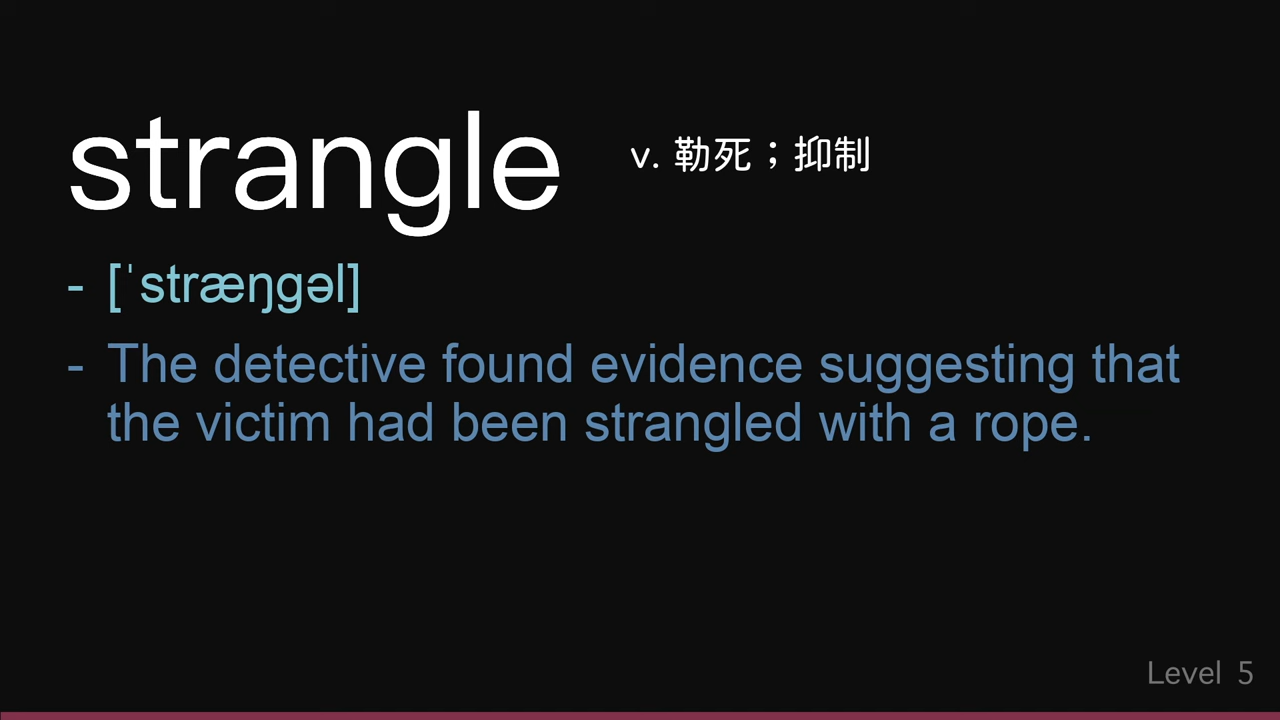 strangle v. 勒死；抑制
- [ˈstræŋgəl]
- The detective found evidence suggesting that
the victim had been strangled with a rope.
Level 5